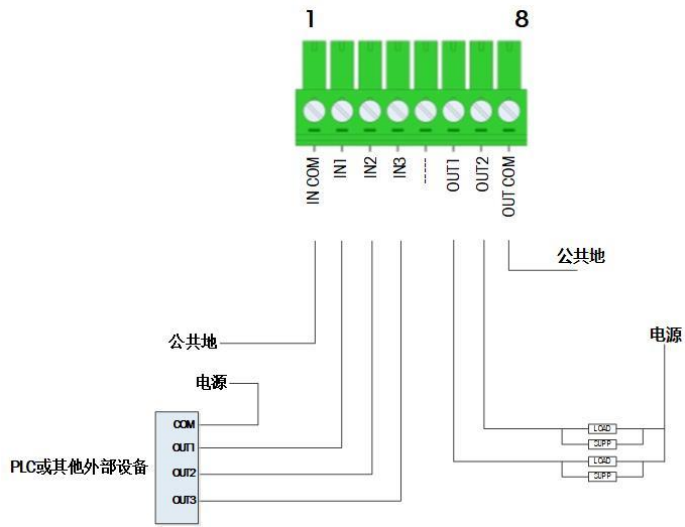 1 8
IN COM
IN1
IN2
IN3
-----
OUT1
OUT2
OUT COM
公共地
公共地
电源
电源
COM
OUT1
OUT2
OUT3
PLC或其他外部设备
LOAD
SUPP
LOAD
SUPP